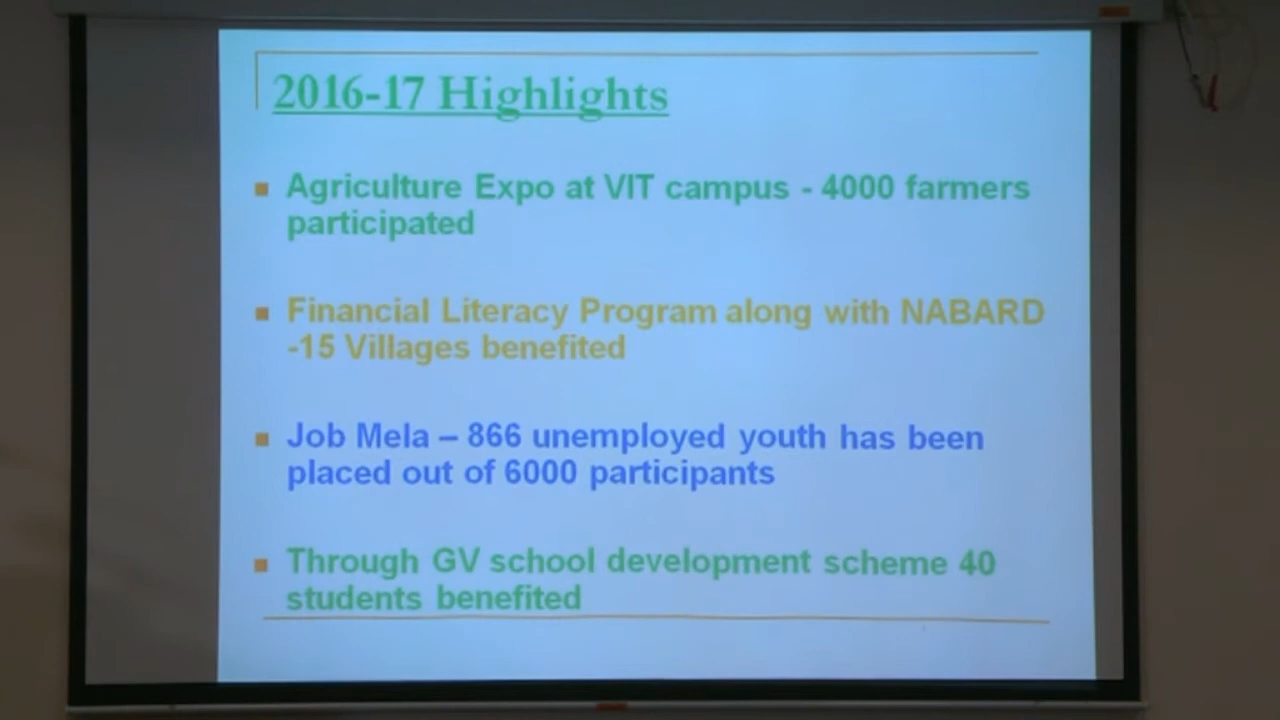 2016-17 Highlights
Agriculture Expo at VIT campus - 4000 farmers
participated
Financial Literacy Program along with NABARD
-15 Villages benefited
Job Mela – 866 unemployed youth has been
placed out of 6000 participants
Through GV school development scheme 40
students benefited